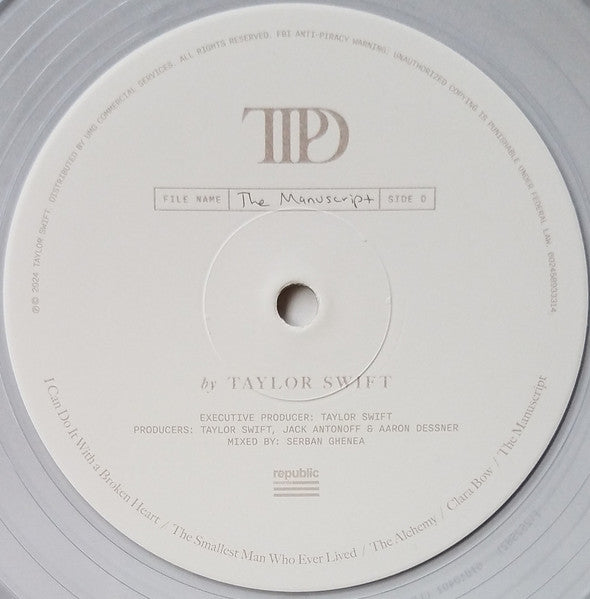 ℗© 2024 TAYLOR SWIFT. DISTRIBUTED BY UMG COMMERCIAL SERVICES. ALL RIGHTS RESERVED. FBI ANTI-PIRACY WARNING: UNAUTHORIZED COPYING IS PUNISHABLE UNDER FEDERAL LAW. 002458933314
TTPD
FILE NAME The Manuscript SIDE D
by TAYLOR SWIFT
EXECUTIVE PRODUCER: TAYLOR SWIFT
PRODUCERS: TAYLOR SWIFT, JACK ANTONOFF & AARON DESSNER
MIXED BY: SERBAN GHENEA
republic
records
I Can Do It With a Broken Heart / The Smallest Man Who Ever Lived / The Alchemy / Clara Bow / The Manuscript